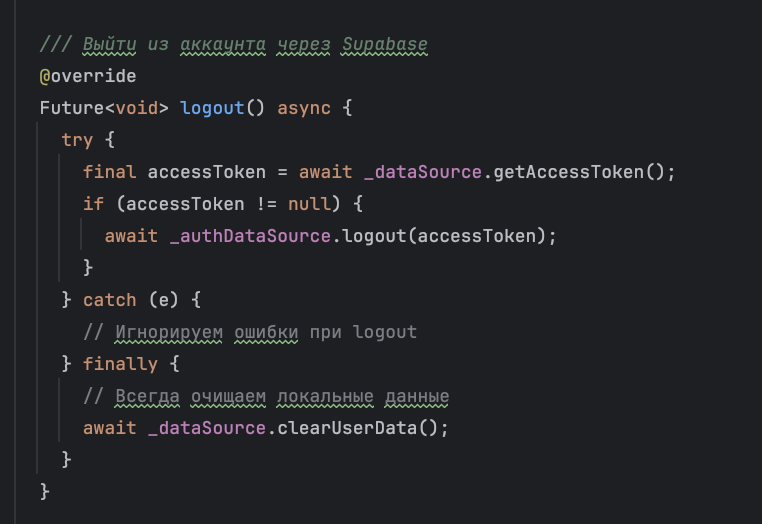 /// Выйти из аккаунта через Supabase
@override
Future<void> logout() async {
try {
final accessToken = await _dataSource.getAccessToken();
if (accessToken != null) {
await _authDataSource.logout(accessToken);
}
} catch (e) {
// Игнорируем ошибки при logout
} finally {
// Всегда очищаем локальные данные
await _dataSource.clearUserData();
}
}